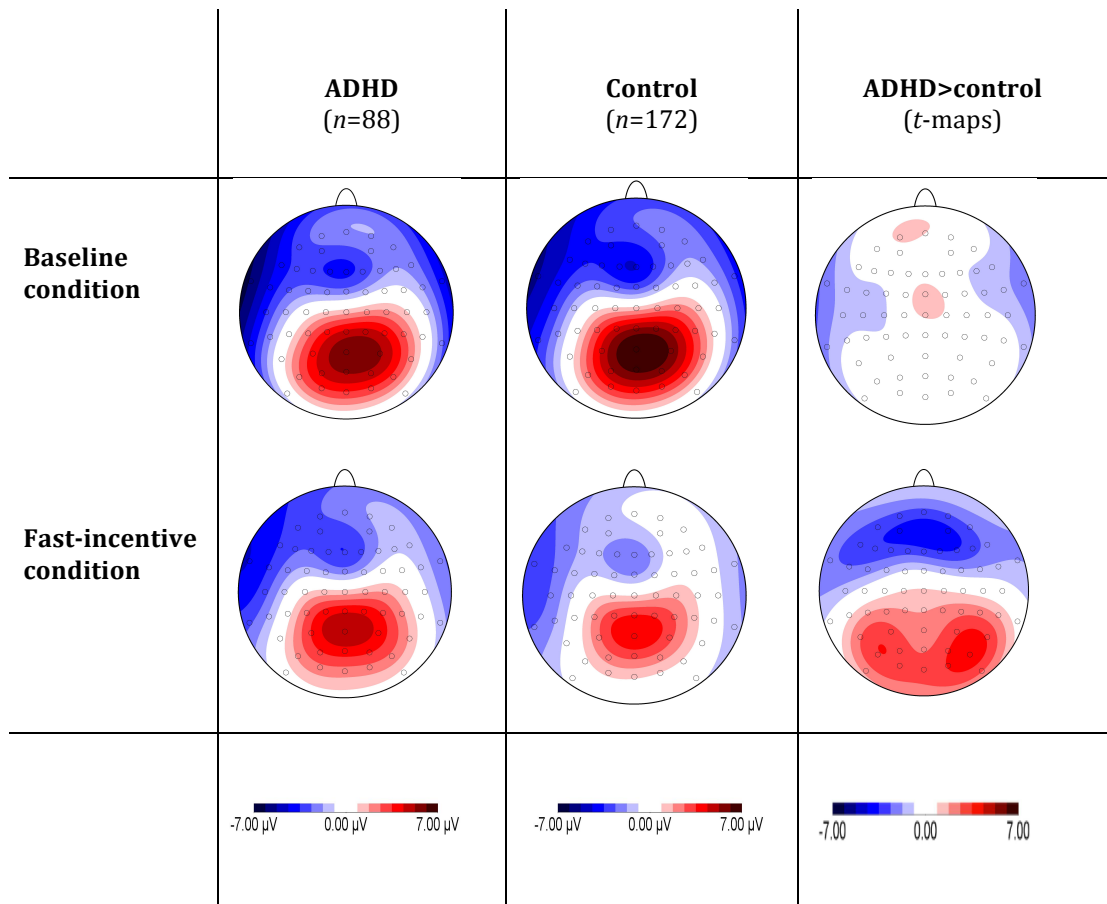 ADHD
(n=88)
Control
(n=172)
ADHD>control
(t-maps)
Baseline
condition
Fast-incentive
condition
-7.00 µV 0.00 µV 7.00 µV
-7.00 µV 0.00 µV 7.00 µV
-7.00 0.00 7.00